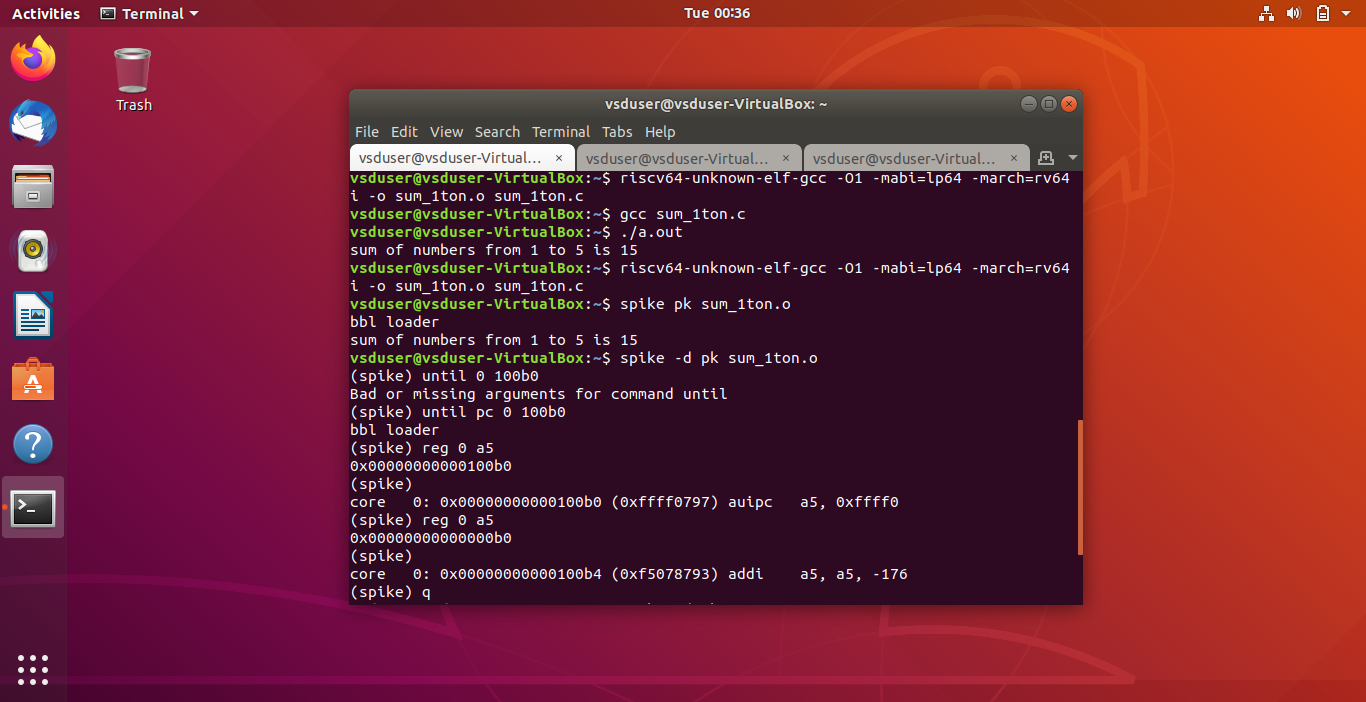 Activities Terminal Tue 00:36
Trash
vsduser@vsduser-VirtualBox: ~
File Edit View Search Terminal Tabs Help
vsduser@vsduser-Virtual... × vsduser@vsduser-Virtual... × vsduser@vsduser-Virtual... ×
vsduser@vsduser-VirtualBox:~$ riscv64-unknown-elf-gcc -O1 -mabi=lp64 -march=rv64
i -o sum_1ton.o sum_1ton.c
vsduser@vsduser-VirtualBox:~$ gcc sum_1ton.c
vsduser@vsduser-VirtualBox:~$ ./a.out
sum of numbers from 1 to 5 is 15
vsduser@vsduser-VirtualBox:~$ riscv64-unknown-elf-gcc -O1 -mabi=lp64 -march=rv64
i -o sum_1ton.o sum_1ton.c
vsduser@vsduser-VirtualBox:~$ spike pk sum_1ton.o
bbl loader
sum of numbers from 1 to 5 is 15
vsduser@vsduser-VirtualBox:~$ spike -d pk sum_1ton.o
(spike) until 0 100b0
Bad or missing arguments for command until
(spike) until pc 0 100b0
bbl loader
(spike) reg 0 a5
0x00000000000100b0
(spike)
core   0: 0x00000000000100b0 (0xffff0797) auipc   a5, 0xffff0
(spike) reg 0 a5
0x00000000000000b0
(spike)
core   0: 0x00000000000100b4 (0xf5078793) addi    a5, a5, -176
(spike) q